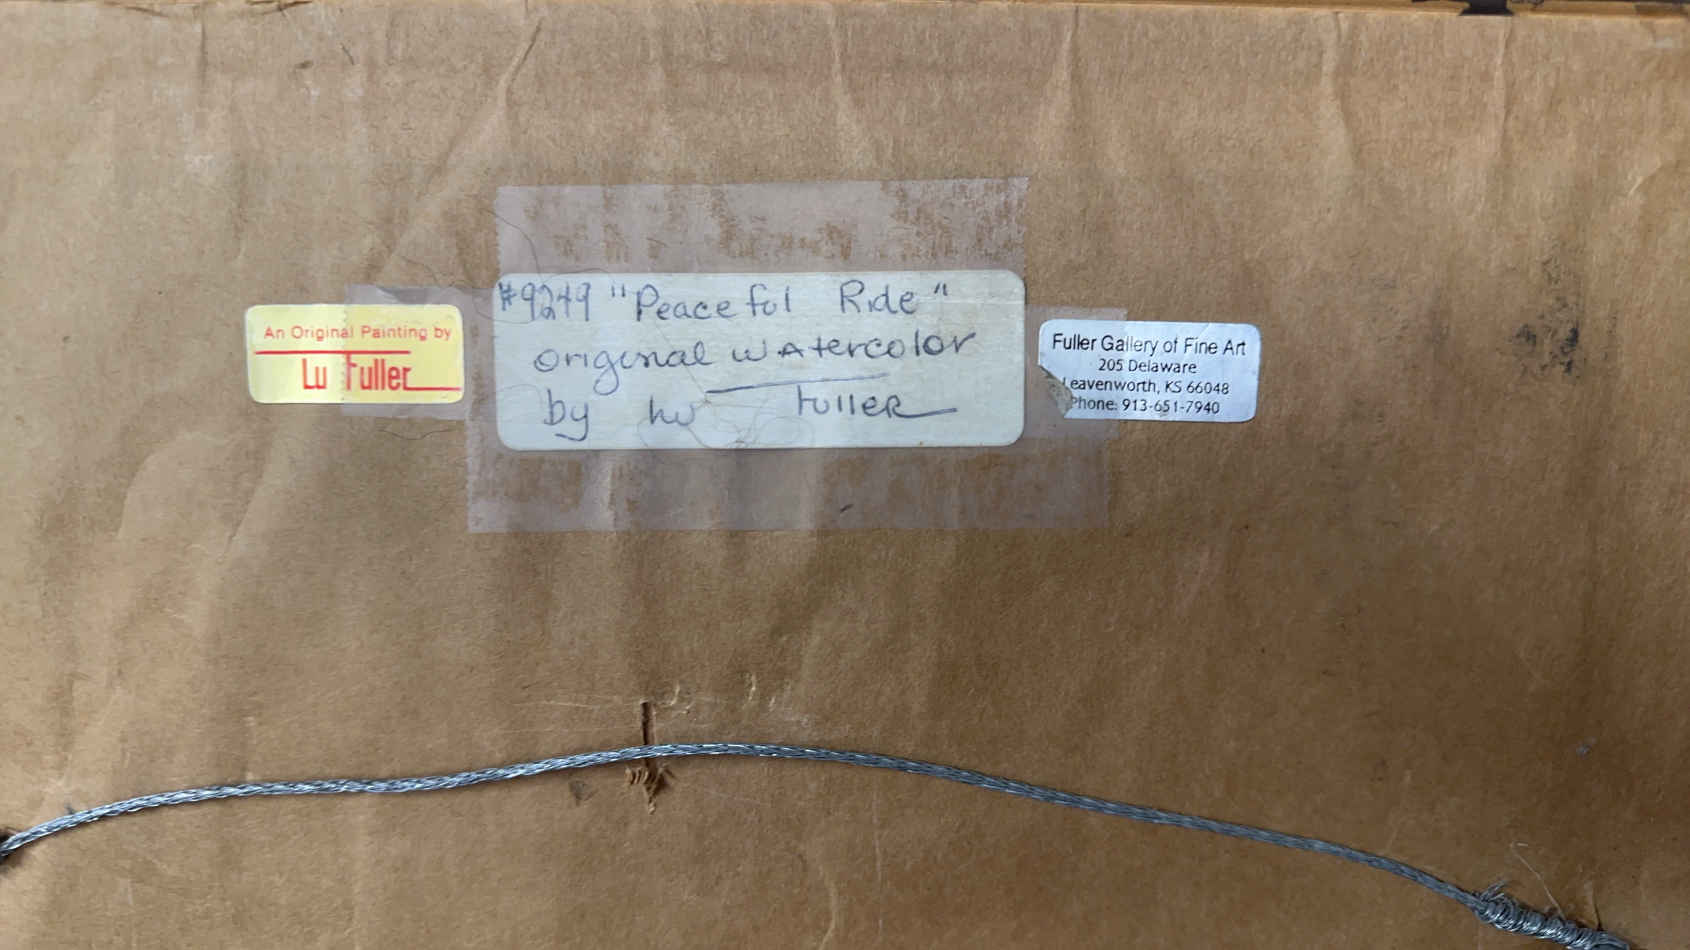 An Original Painting by
Lu Fuller
#9249 "Peaceful Ride"
original watercolor
by Lu Fuller
Fuller Gallery of Fine Art
205 Delaware
Leavenworth, KS 66048
Phone: 913-651-7940